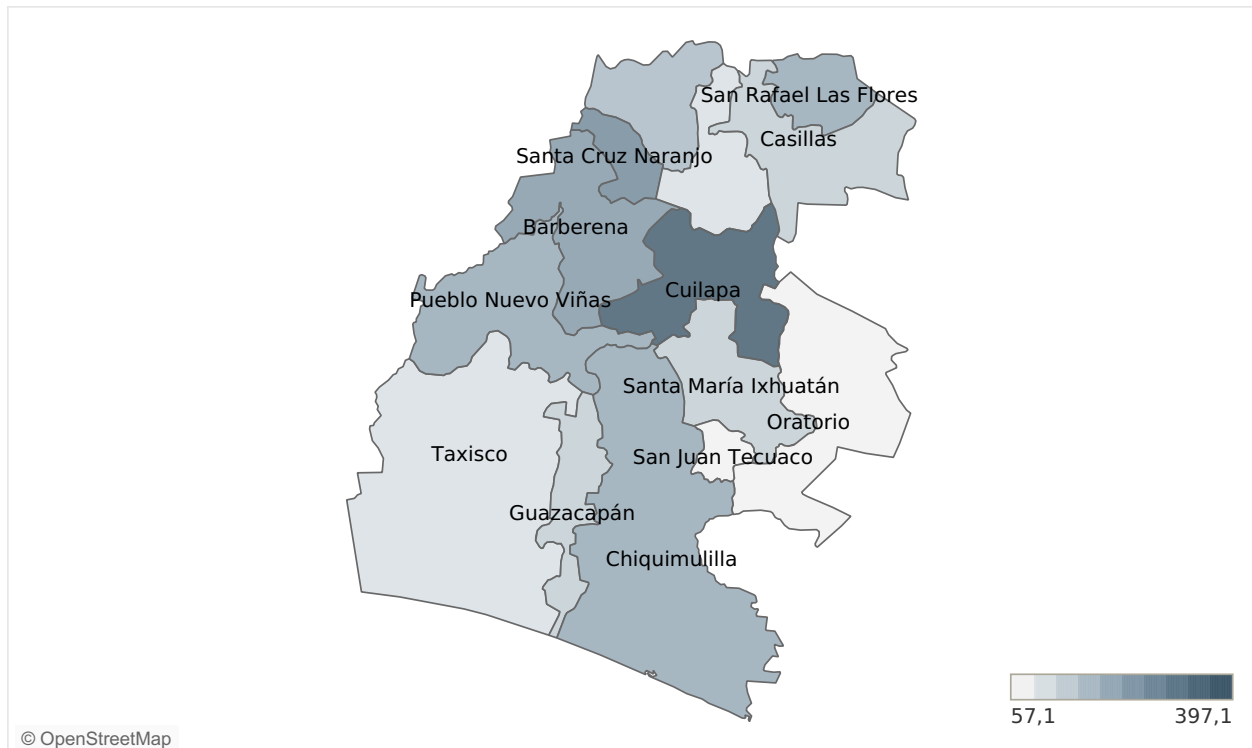 San Rafael Las Flores
Casillas
Santa Cruz Naranjo
Barberena
Cuilapa
Pueblo Nuevo Viñas
Santa María Ixhuatán
Oratorio
Taxisco
San Juan Tecuaco
Guazacapán
Chiquimulilla
57,1
397,1
© OpenStreetMap